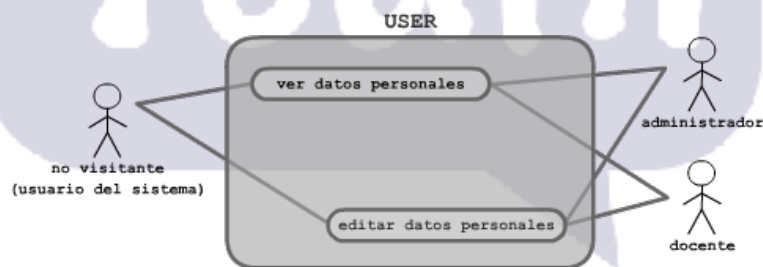 USER
ver datos personales
administrador
no visitante
(usuario del sistema)
editar datos personales
docente